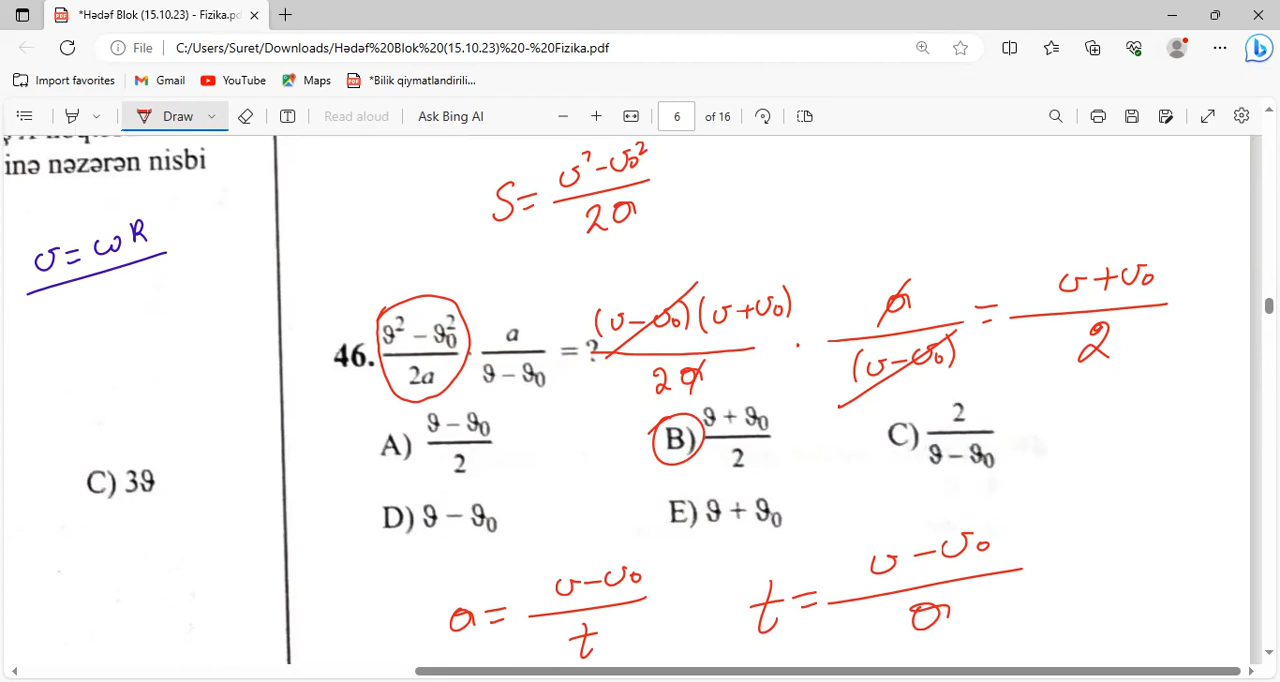 *Hədəf Blok (15.10.23) - Fizika.pd
File C:/Users/Suret/Downloads/Hədəf%20Blok%20(15.10.23)%20-%20Fizika.pdf
Import favorites Gmail YouTube Maps *Bilik qiymatlandirili...
Draw Read aloud Ask Bing AI 6 of 16
inə nəzərən nisbi
υ = ωR
C) 3ϑ
S = (υ² - υ₀²) / 2a
46. (ϑ² - ϑ₀²) / 2a · a / (ϑ - ϑ₀) = ? (υ - υ₀)(υ + υ₀) / 2a · a / (υ - υ₀) = (υ + υ₀) / 2
A) (ϑ - ϑ₀) / 2 B) (ϑ + ϑ₀) / 2 C) 2 / (ϑ - ϑ₀)
D) ϑ - ϑ₀ E) ϑ + ϑ₀
a = (υ - υ₀) / t t = (υ - υ₀) / a